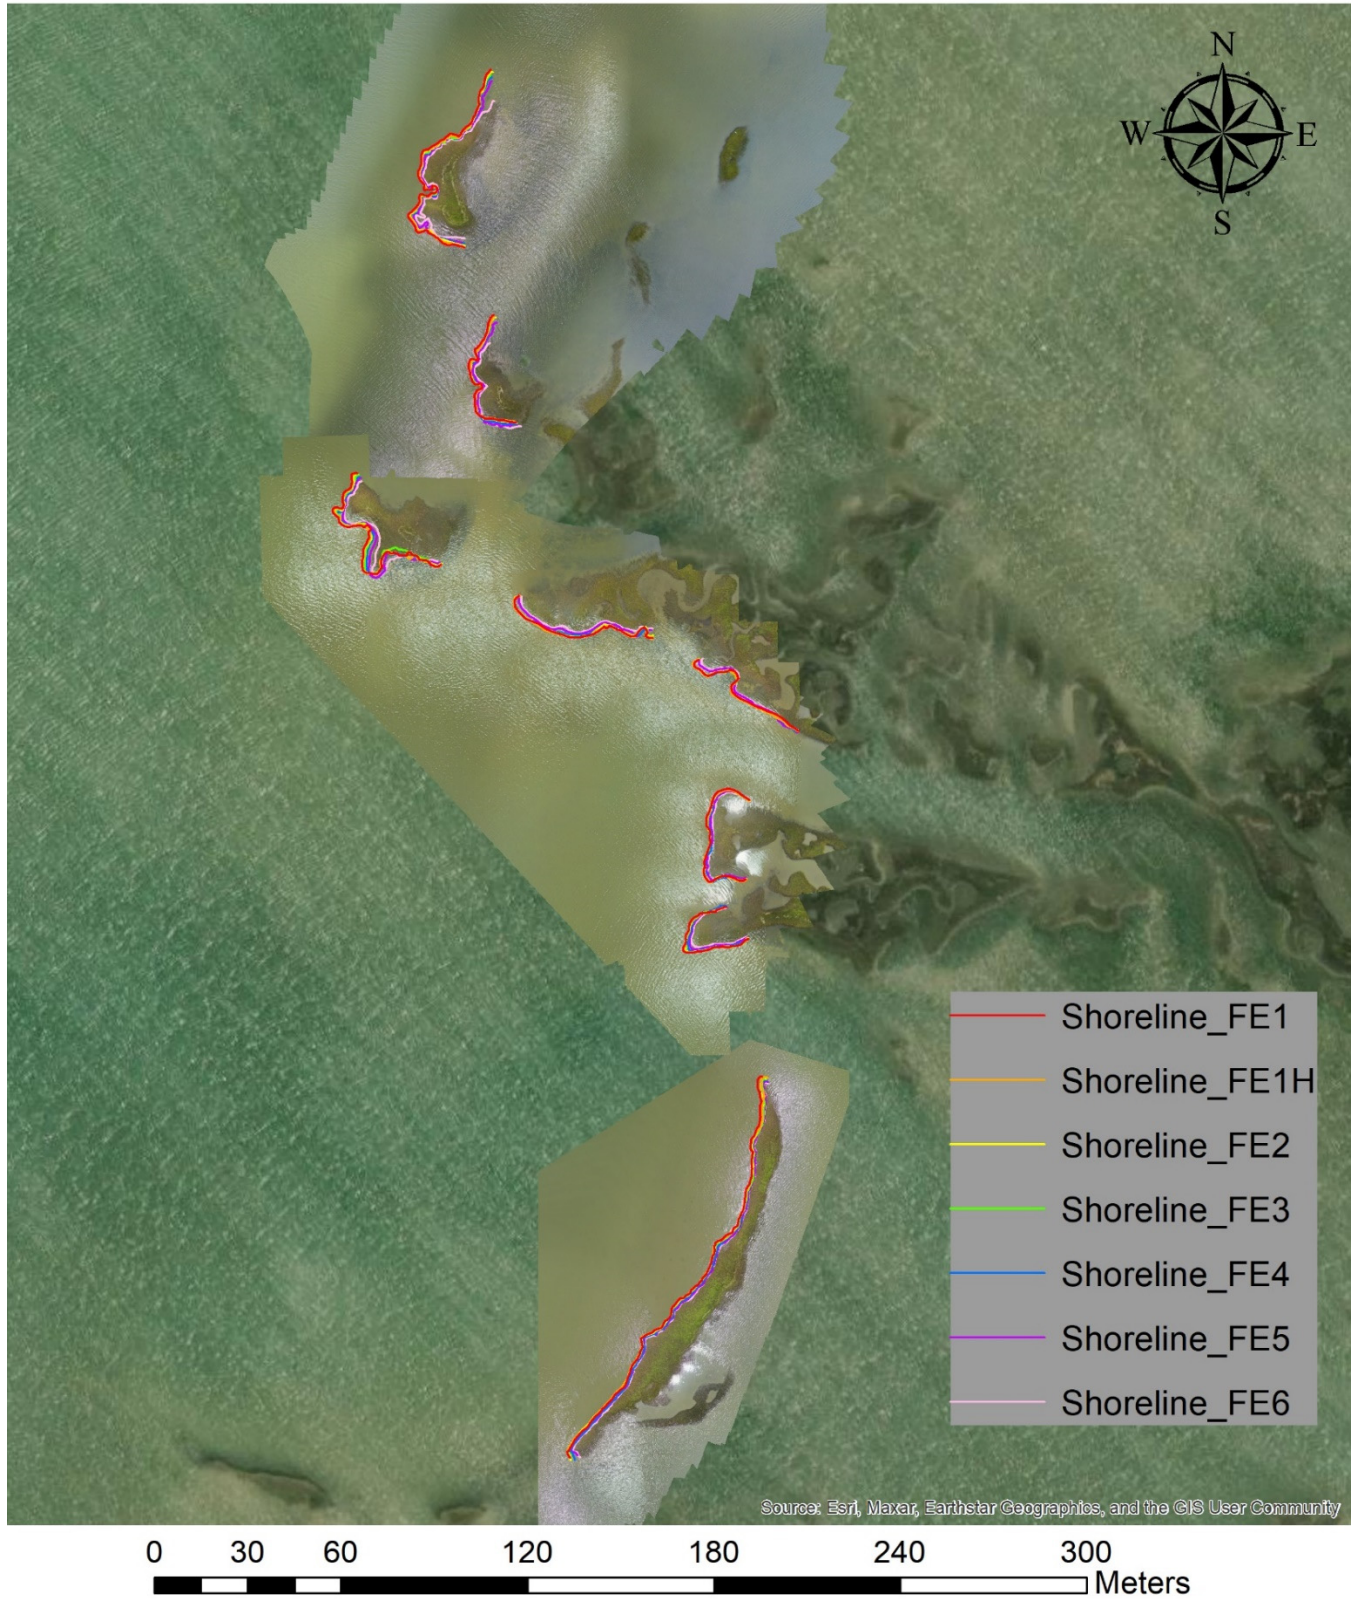 N
W E
S
Shoreline_FE1
Shoreline_FE1H
Shoreline_FE2
Shoreline_FE3
Shoreline_FE4
Shoreline_FE5
Shoreline_FE6
Source: Esri, Maxar, Earthstar Geographics, and the GIS User Community
0 30 60 120 180 240 300
Meters